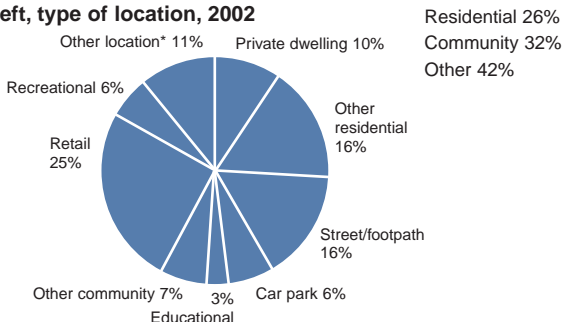 eft, type of location, 2002
Residential 26%
Community 32%
Other 42%
Other location* 11%
Private dwelling 10%
Recreational 6%
Other
residential
16%
Retail
25%
Street/footpath
16%
Other community 7%
3%
Educational
Car park 6%